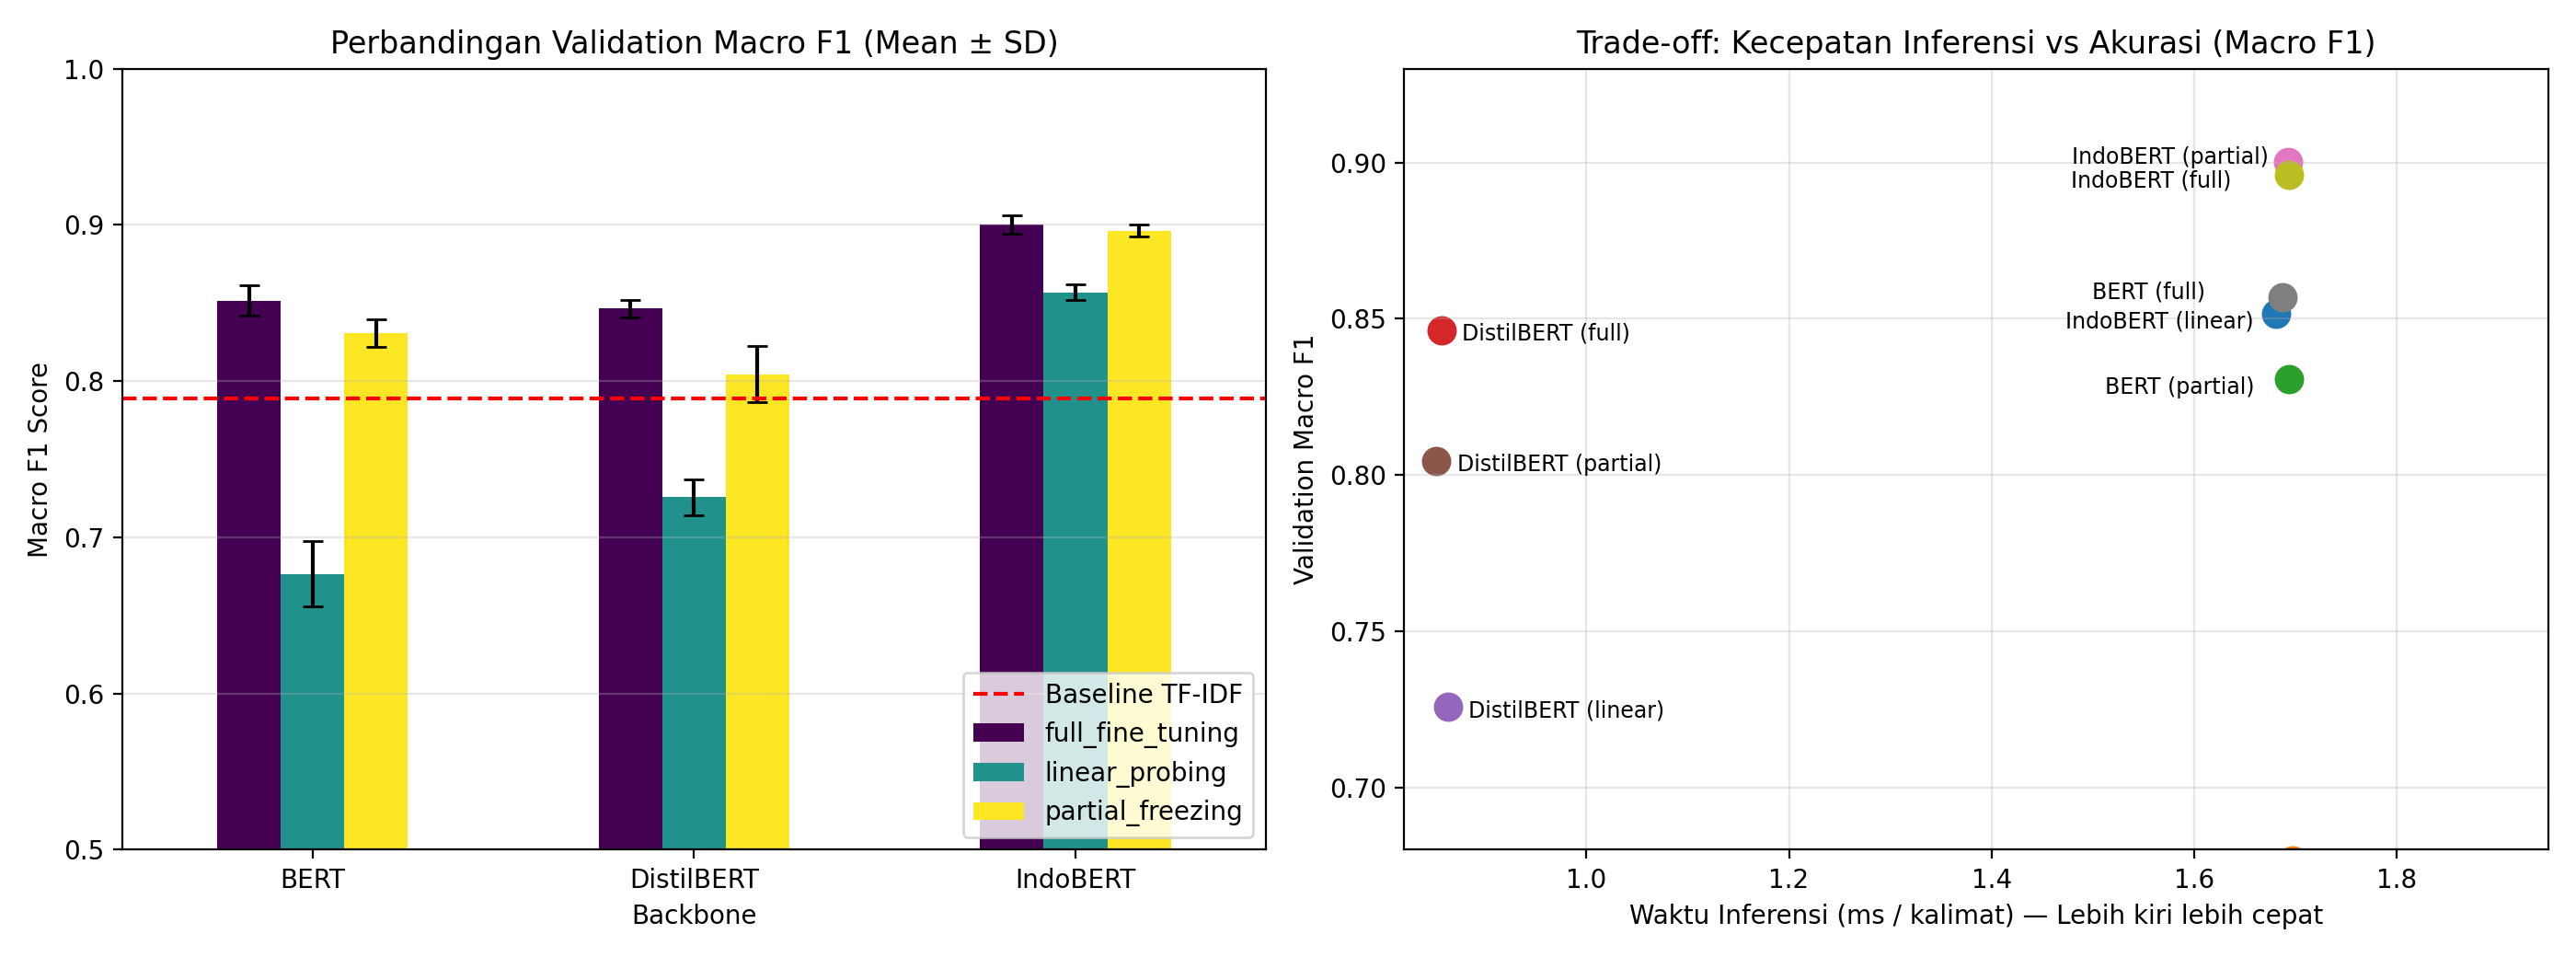 Perbandingan Validation Macro F1 (Mean ± SD)
Macro F1 Score
1.0
0.9
0.8
0.7
0.6
0.5
Baseline TF-IDF
full_fine_tuning
linear_probing
partial_freezing
BERT
DistilBERT
IndoBERT
Backbone
Trade-off: Kecepatan Inferensi vs Akurasi (Macro F1)
Validation Macro F1
0.90
0.85
0.80
0.75
0.70
IndoBERT (partial)
IndoBERT (full)
BERT (full)
IndoBERT (linear)
DistilBERT (full)
BERT (partial)
DistilBERT (partial)
DistilBERT (linear)
1.0
1.2
1.4
1.6
1.8
Waktu Inferensi (ms / kalimat) — Lebih kiri lebih cepat